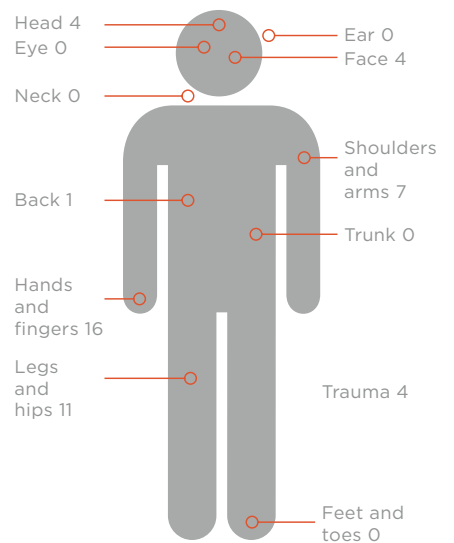 Head 4
Eye 0
Neck 0
Back 1
Hands
and
fingers 16
Legs
and
hips 11
Ear 0
Face 4
Shoulders
and
arms 7
Trunk 0
Trauma 4
Feet and
toes 0